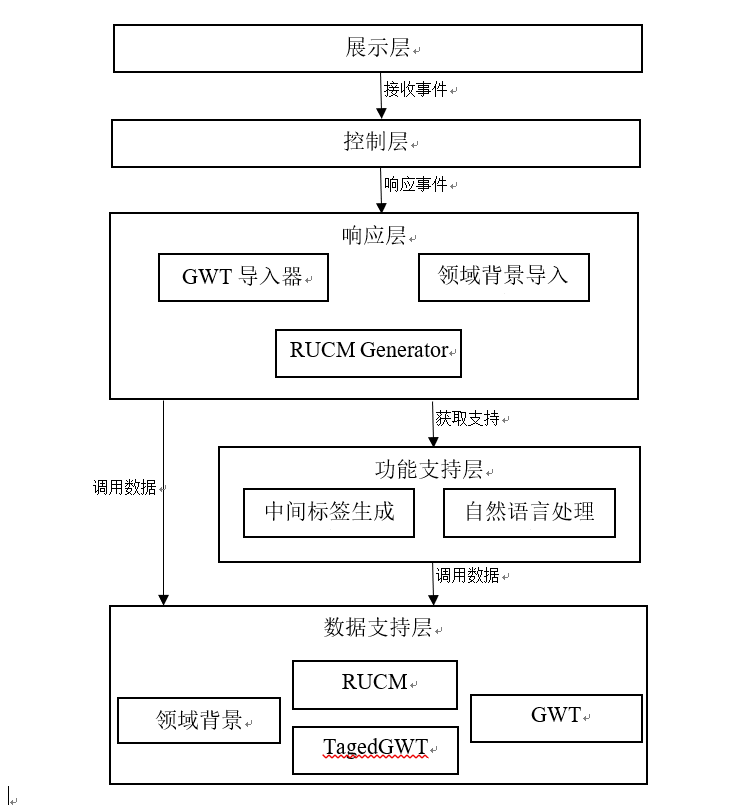 展示层
接收事件
控制层
响应事件
响应层
GWT 导入器
领域背景导入
RUCM Generator
获取支持
调用数据
功能支持层
中间标签生成
自然语言处理
调用数据
数据支持层
RUCM
领域背景
GWT
TagedGWT